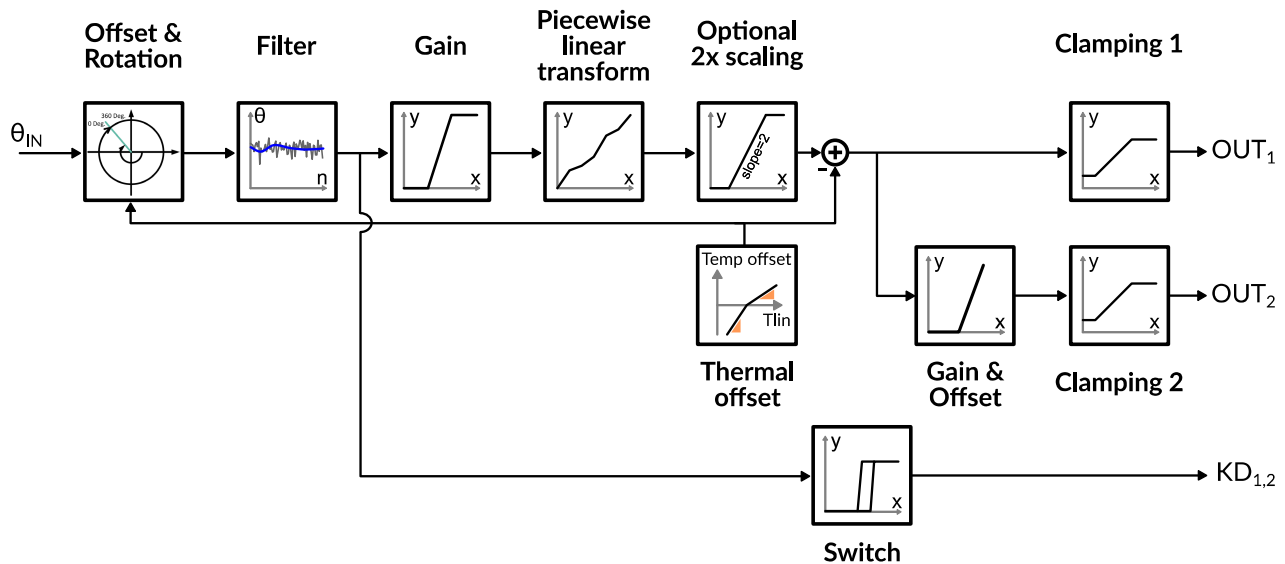 Offset &
Rotation
Filter
Gain
Piecewise
linear
transform
Optional
2x scaling
Clamping 1
θIN
360 Deg.
0 Deg.
θ
n
y
x
y
x
y
slope=2
x
-
+
y
x
OUT1
Temp offset
Tlin
Thermal
offset
y
x
Gain &
Offset
y
x
OUT2
Clamping 2
y
x
Switch
KD1,2